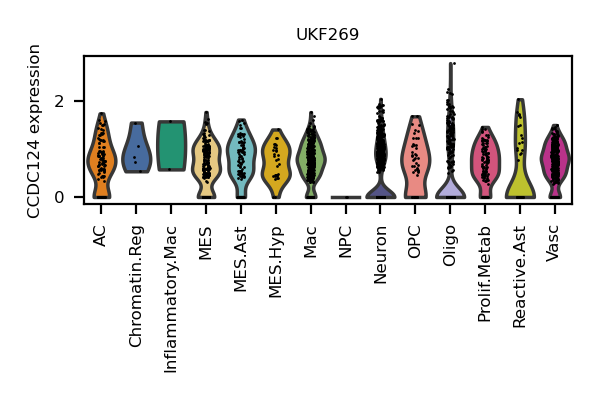 UKF269
CCDC124 expression
2
0
AC
Chromatin.Reg
Inflammatory.Mac
MES
MES.Ast
MES.Hyp
Mac
NPC
Neuron
OPC
Oligo
Prolif.Metab
Reactive.Ast
Vasc